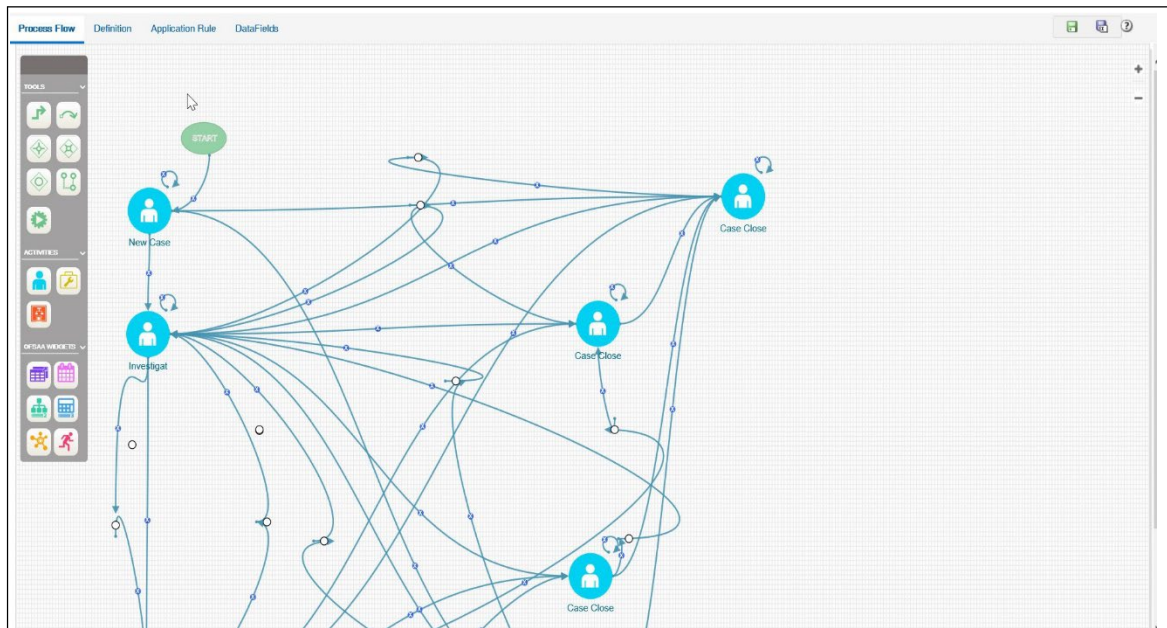 Process Flow Definition Application Rule DataFields
TOOLS
START
New Case
Case Close
ACTIVITIES
Case Close
Investigat
OFSAA WIDGETS
Case Close